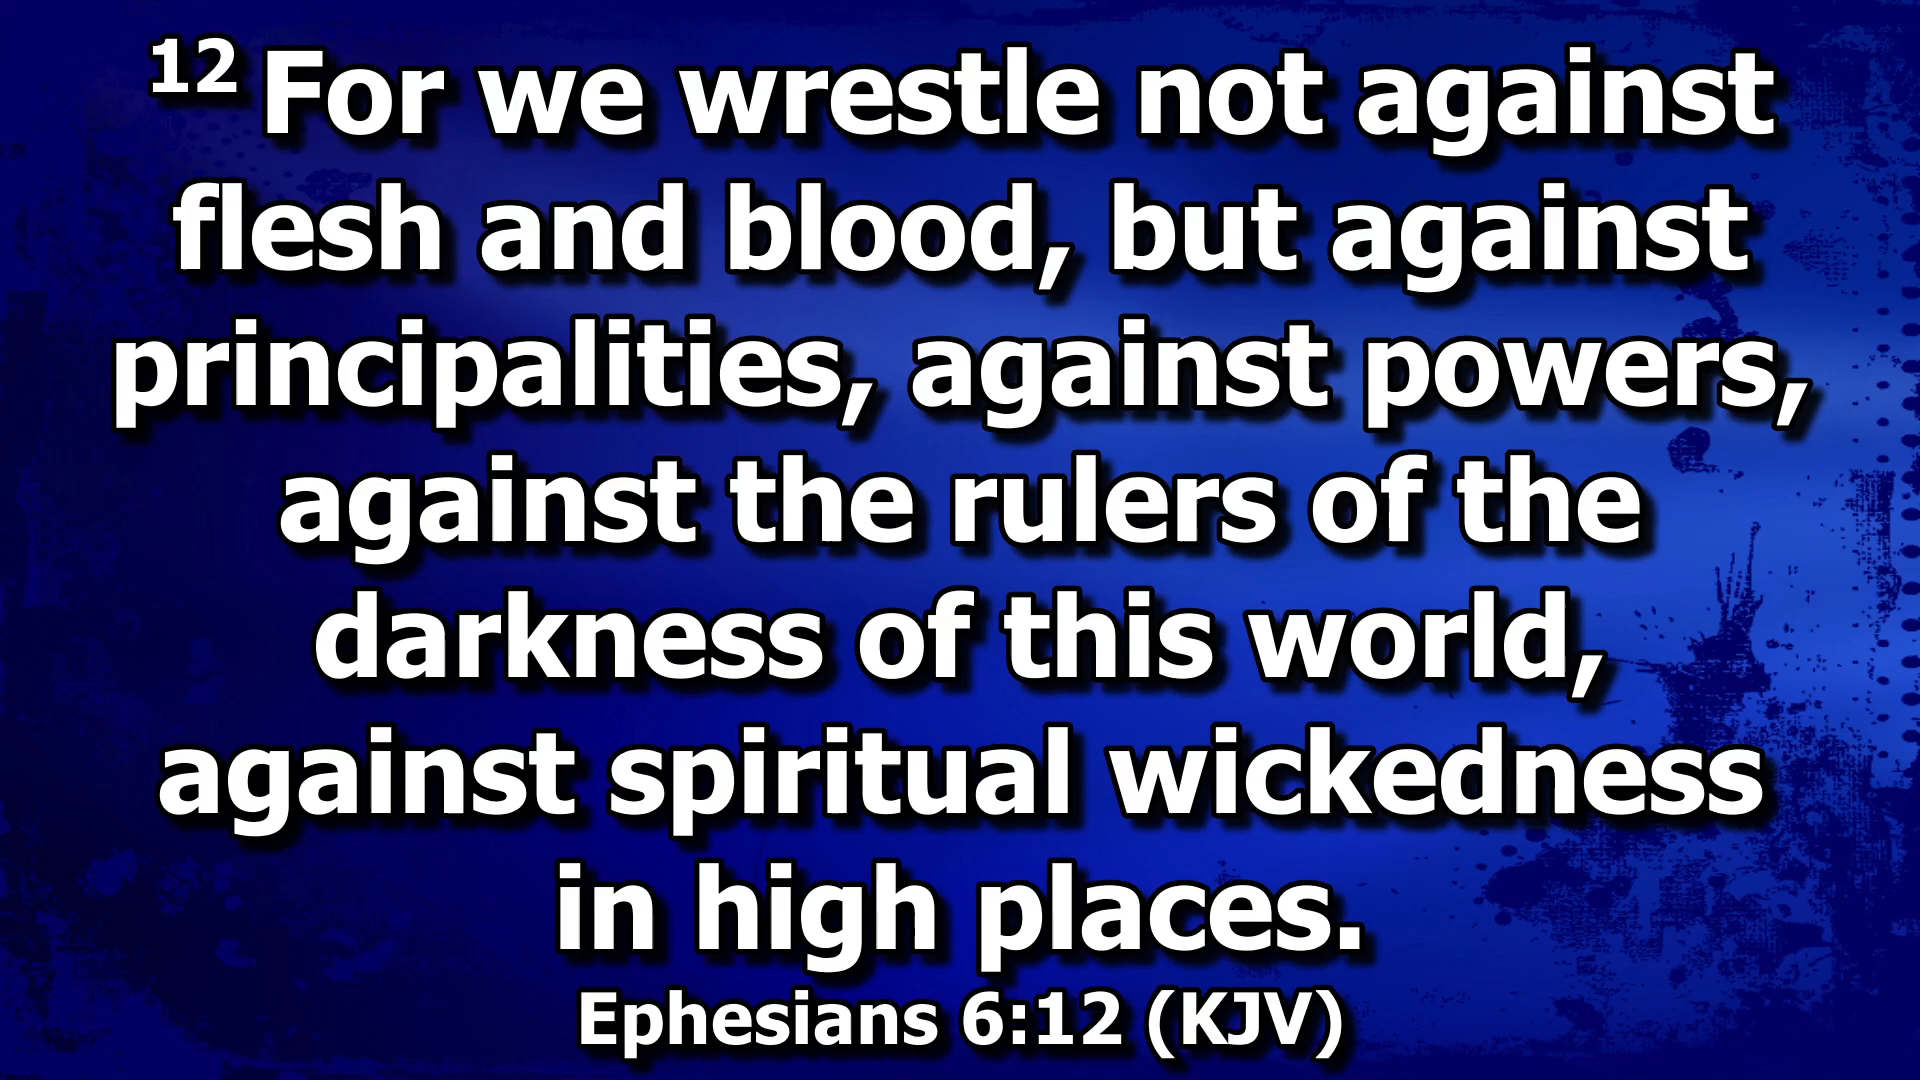 12 For we wrestle not against
flesh and blood, but against
principalities, against powers,
against the rulers of the
darkness of this world,
against spiritual wickedness
in high places.
Ephesians 6:12 (KJV)